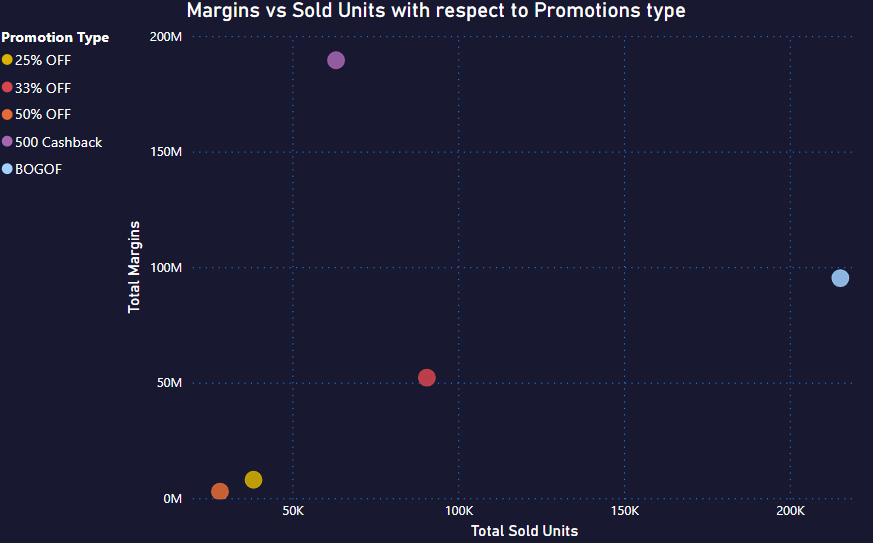 Margins vs Sold Units with respect to Promotions type
Promotion Type
25% OFF
33% OFF
50% OFF
500 Cashback
BOGOF
Total Margins
200M
150M
100M
50M
0M
50K
100K
150K
200K
Total Sold Units